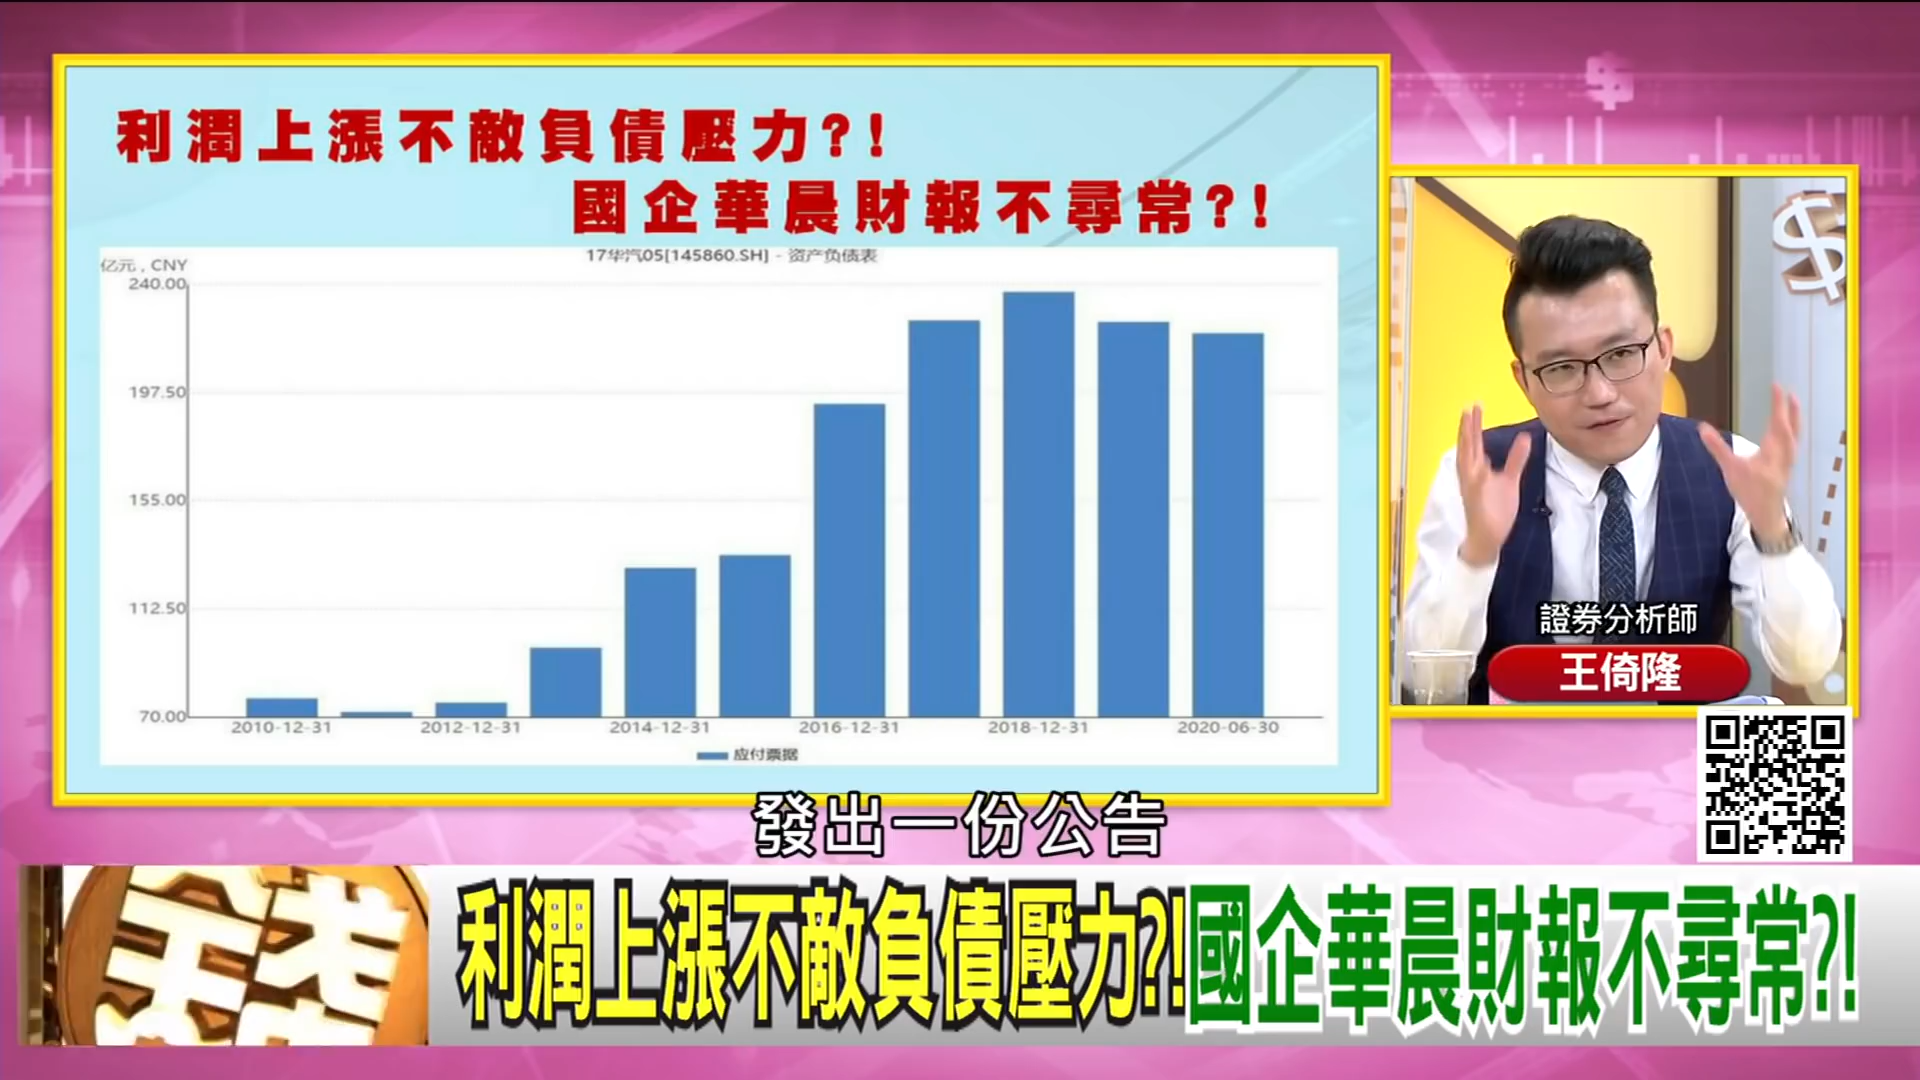 利潤上漲不敵負債壓力?!
國企華晨財報不尋常?!
17华汽05[145860.SH] - 资产负债表
亿元 , CNY
240.00
197.50
155.00
112.50
70.00
2010-12-31 2012-12-31 2014-12-31 2016-12-31 2018-12-31 2020-06-30
应付票据
證券分析師
王倚隆
發出一份公告
利潤上漲不敵負債壓力?!國企華晨財報不尋常?!